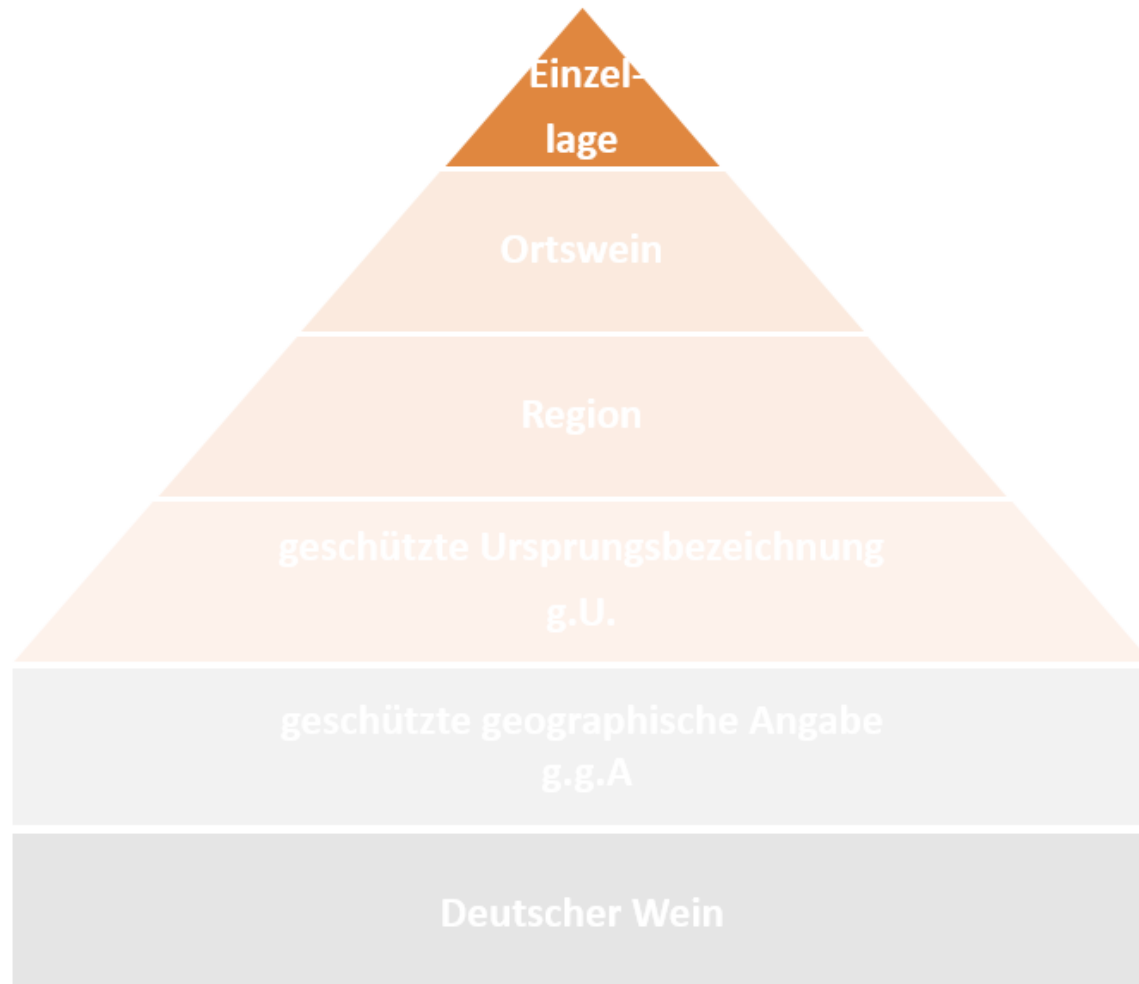 Einzel-
lage
Ortswein
Region
geschützte Ursprungsbezeichnung
g.U.
geschützte geographische Angabe
g.g.A
Deutscher Wein